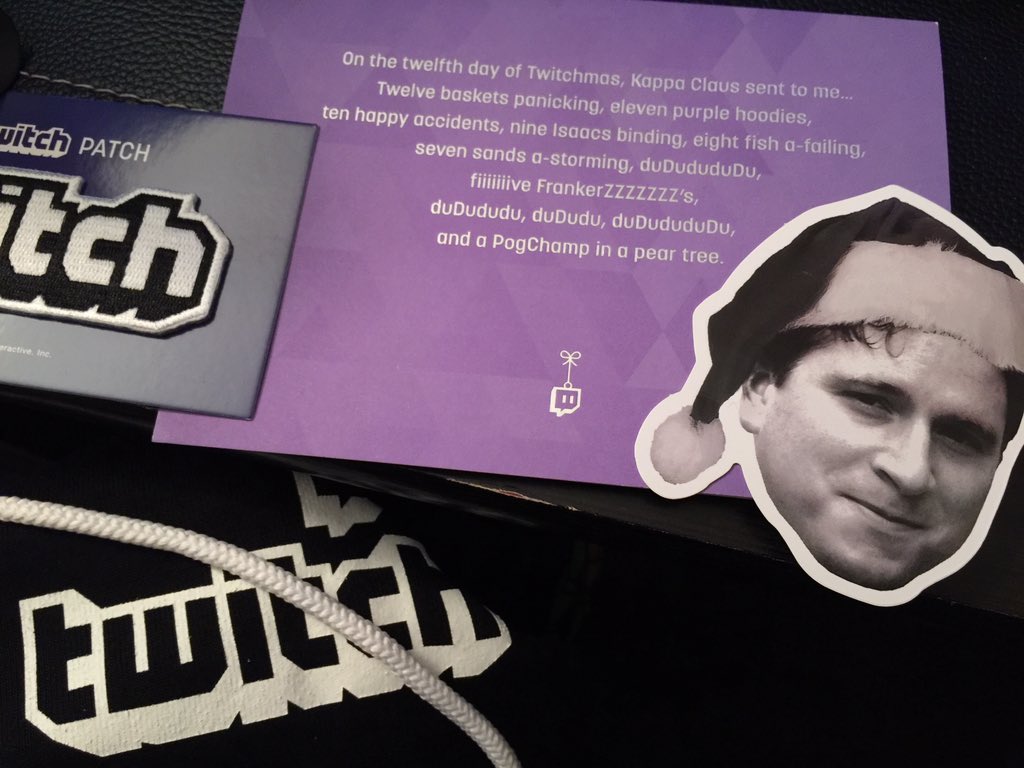 On the twelfth day of Twitchmas, Kappa Claus sent to me...
Twelve baskets panicking, eleven purple hoodies,
ten happy accidents, nine Isaacs binding, eight fish a-failing,
seven sands a-storming, duDududuDu,
fiiiiiiive FrankerZZZZZZZ's,
duDududu, duDudu, duDududuDu,
and a PogChamp in a pear tree.
twitch PATCH
twitch
eractive, Inc.
twitch